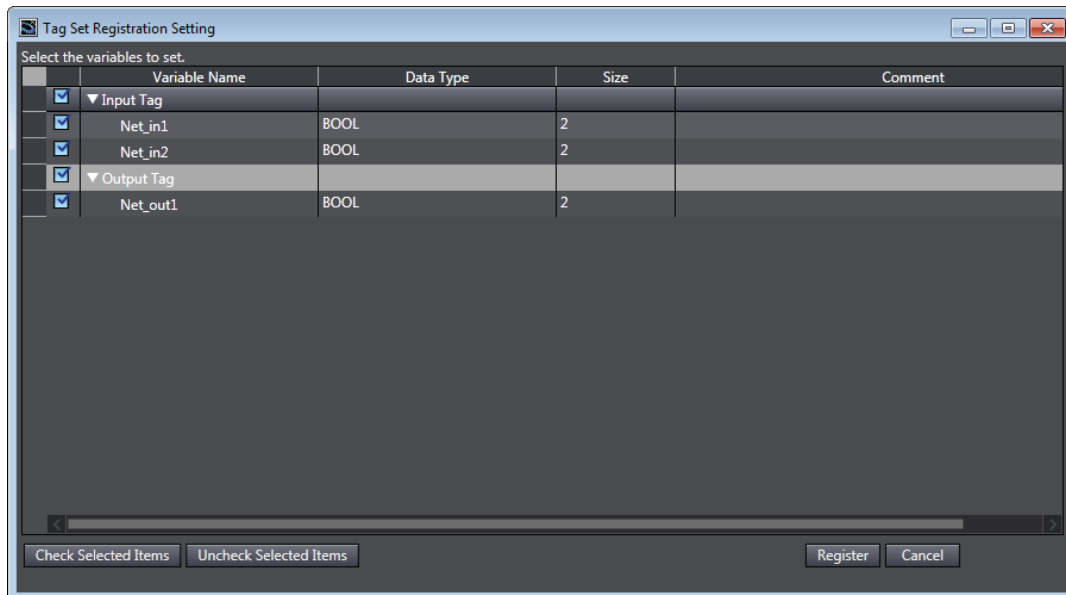 Tag Set Registration Setting
Select the variables to set.
Variable Name Data Type Size Comment
▼ Input Tag
Net_in1 BOOL 2
Net_in2 BOOL 2
▼ Output Tag
Net_out1 BOOL 2
Check Selected Items Uncheck Selected Items Register Cancel